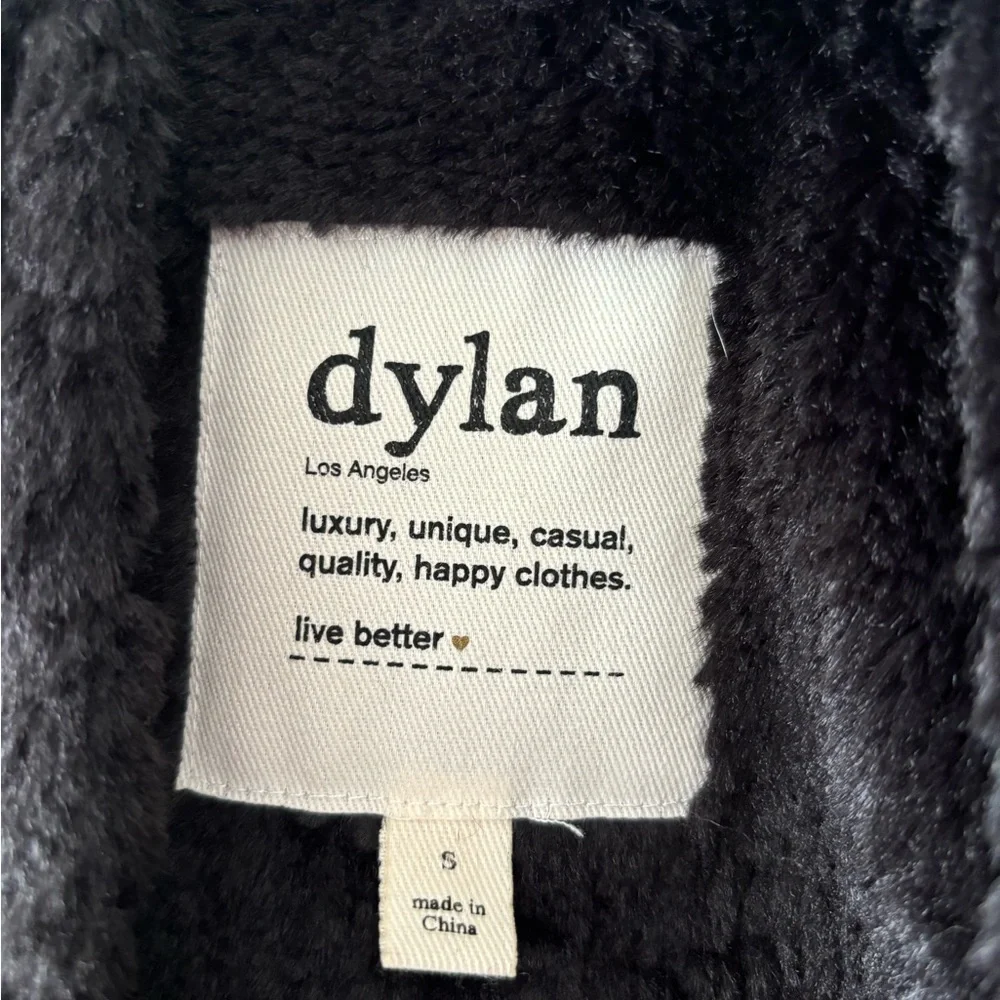 dylan
Los Angeles
luxury, unique, casual,
quality, happy clothes.
live better
S
made in
China